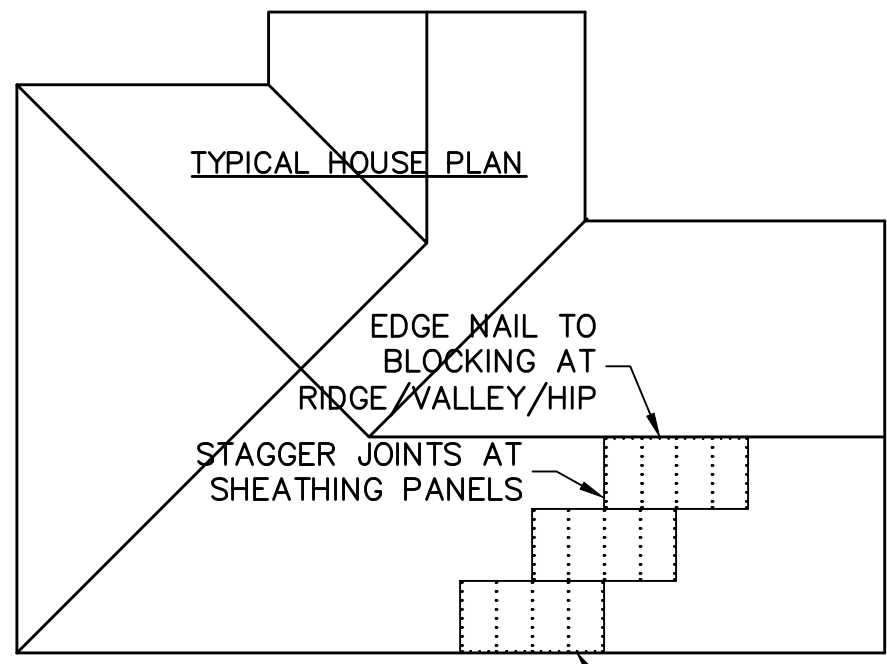 TYPICAL HOUSE PLAN
EDGE NAIL TO
BLOCKING AT
RIDGE/VALLEY/HIP
STAGGER JOINTS AT
SHEATHING PANELS